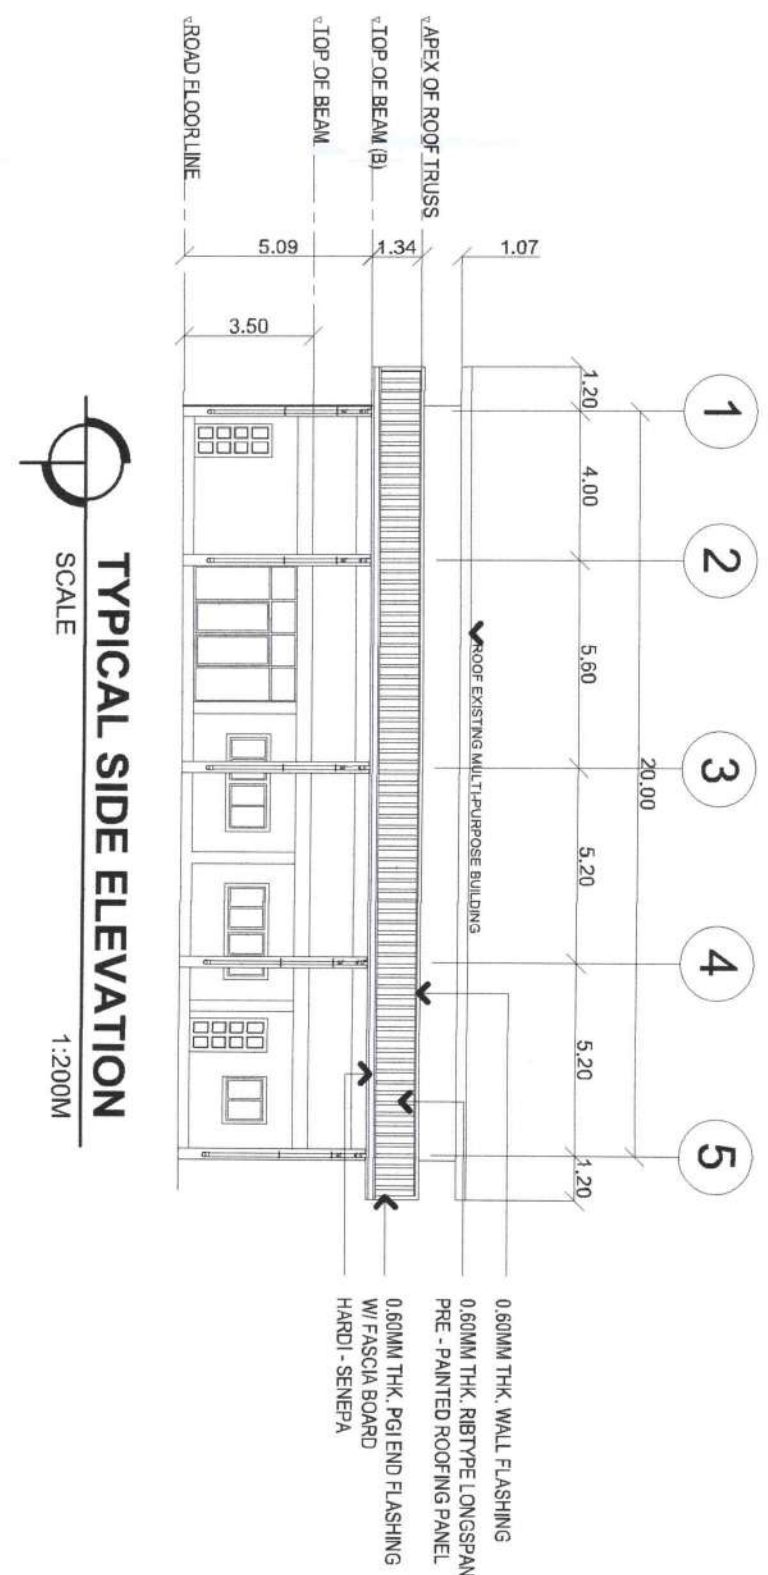 1
2
3
4
5
20.00
1.20
4.00
5.60
5.20
5.20
1.20
ROOF EXISTING MULTI-PURPOSE BUILDING
1.07
APEX OF ROOF TRUSS
1.34
TOP OF BEAM (B)
5.09
TOP OF BEAM
3.50
ROAD FLOOR LINE
0.60MM THK. WALL FLASHING
0.60MM THK. RIBTYPE LONGSPAN
PRE - PAINTED ROOFING PANEL
0.60MM THK. PGI END FLASHING
W/ FASCIA BOARD
HARDI - SENEPA
TYPICAL SIDE ELEVATION
SCALE
1:200M